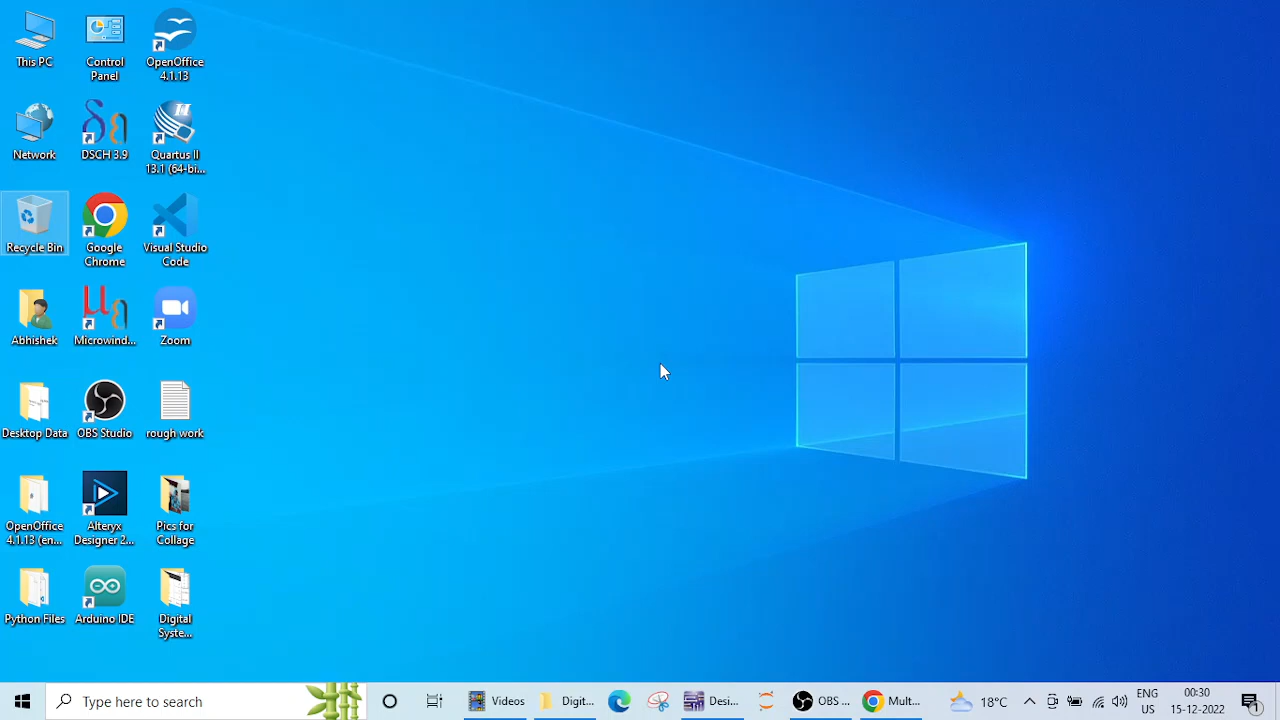 This PC
Control
Panel
OpenOffice
4.1.13
Network
DSCH 3.9
Quartus II
13.1 (64-bi...
Recycle Bin
Google
Chrome
Visual Studio
Code
Abhishek
Microwind...
Zoom
Desktop Data
OBS Studio
rough work
OpenOffice
4.1.13 (en...
Alteryx
Designer 2...
Pics for
Collage
Python Files
Arduino IDE
Digital
Syste...
Type here to search
Videos
Digit...
Desi...
OBS ...
Mult...
18°C
ENG
US
00:30
15-12-2022
1